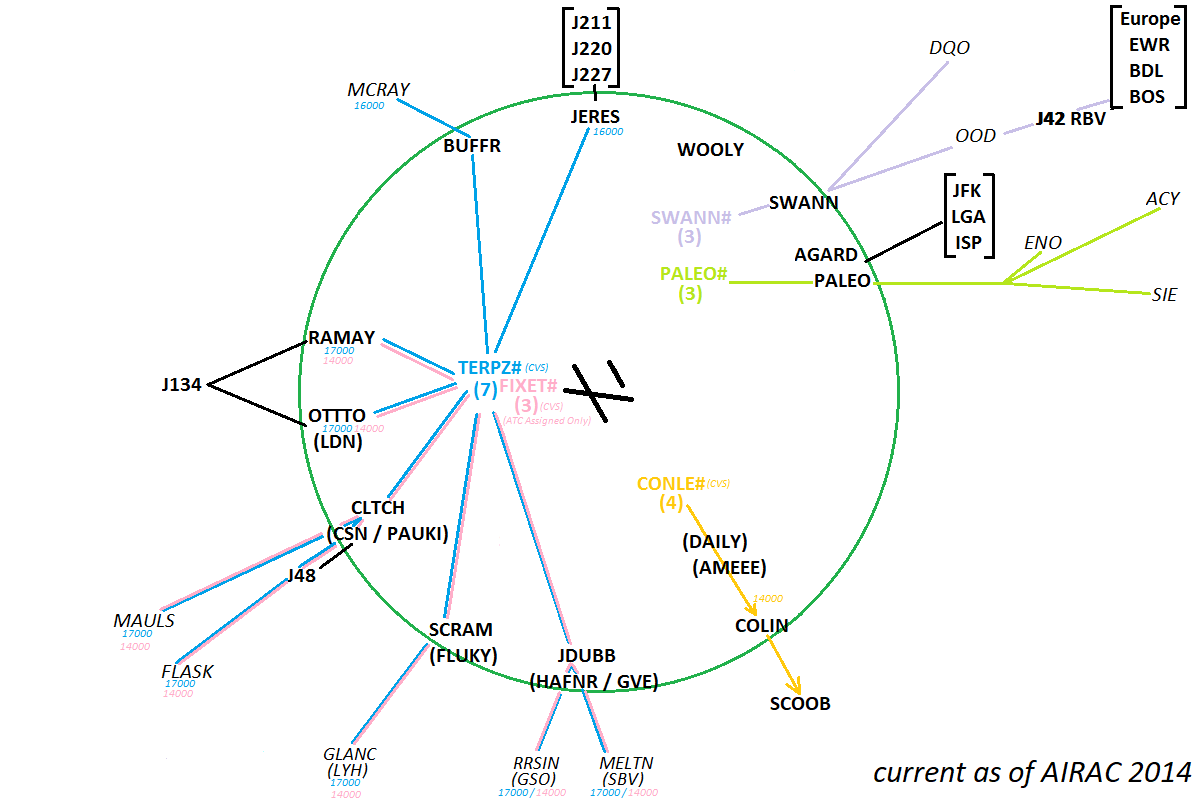 J211
J220
J227
Europe
EWR
BDL
BOS
DQO
MCRAY
16000
JERES
16000
J42 RBV
OOD
BUFFR
WOOLY
JFK
LGA
ISP
ACY
SWANN
SWANN#
(3)
ENO
AGARD
PALEO#
(3)
PALEO
SIE
RAMAY
17000
14000
J134
TERPZ# (CVS)
(7)
FIXET#
(3) (CVS)
(ATC Assigned Only)
OTTTO
17000 14000
(LDN)
CONLE# (CVS)
(4)
CLTCH
(CSN / PAUKI)
(DAILY)
(AMEEE)
J48
14000
MAULS
17000
14000
COLIN
SCRAM
(FLUKY)
FLASK
17000
14000
JDUBB
(HAFNR / GVE)
SCOOB
GLANC
(LYH)
17000
14000
RRSIN
(GSO)
17000 / 14000
MELTN
(SBV)
17000 / 14000
current as of AIRAC 2014